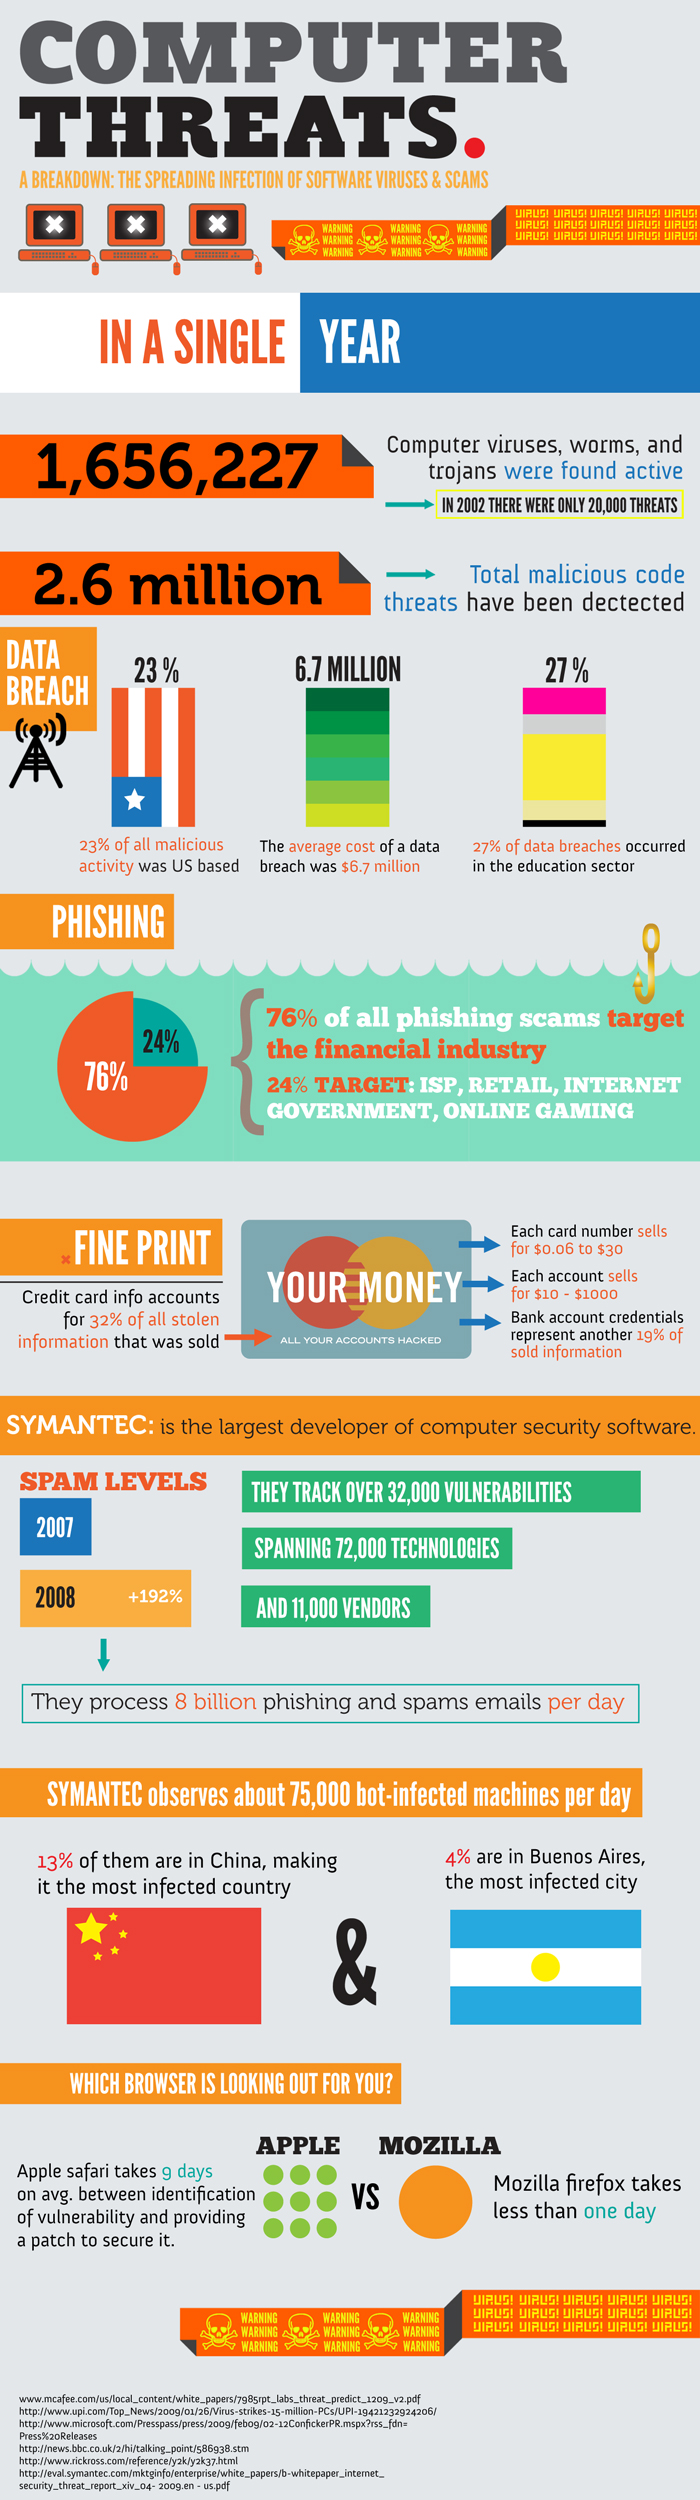 COMPUTER
THREATS.
A BREAKDOWN: THE SPREADING INFECTION OF SOFTWARE VIRUSES & SCAMS
WARNING WARNING WARNING
WARNING WARNING WARNING
WARNING WARNING WARNING
VIRUS! VIRUS! VIRUS! VIRUS! VIRUS!
VIRUS! VIRUS! VIRUS! VIRUS! VIRUS!
VIRUS! VIRUS! VIRUS! VIRUS! VIRUS!
IN A SINGLE YEAR
1,656,227
Computer viruses, worms, and
trojans were found active
IN 2002 THERE WERE ONLY 20,000 THREATS
2.6 million
Total malicious code
threats have been dectected
DATA
BREACH
23 %
23% of all malicious
activity was US based
6.7 MILLION
The average cost of a data
breach was $6.7 million
27 %
27% of data breaches occurred
in the education sector
PHISHING
24%
76%
76% of all phishing scams target
the financial industry
24% TARGET: ISP, RETAIL, INTERNET
GOVERNMENT, ONLINE GAMING
× FINE PRINT
Credit card info accounts
for 32% of all stolen
information that was sold
YOUR MONEY
ALL YOUR ACCOUNTS HACKED
Each card number sells
for $0.06 to $30
Each account sells
for $10 - $1000
Bank account credentials
represent another 19% of
sold information
SYMANTEC: is the largest developer of computer security software.
SPAM LEVELS
2007
2008 +192%
THEY TRACK OVER 32,000 VULNERABILITIES
SPANNING 72,000 TECHNOLOGIES
AND 11,000 VENDORS
They process 8 billion phishing and spams emails per day
SYMANTEC observes about 75,000 bot-infected machines per day
13% of them are in China, making
it the most infected country
&
4% are in Buenos Aires,
the most infected city
WHICH BROWSER IS LOOKING OUT FOR YOU?
Apple safari takes 9 days
on avg. between identification
of vulnerability and providing
a patch to secure it.
APPLE
VS
MOZILLA
Mozilla firefox takes
less than one day
WARNING WARNING WARNING
WARNING WARNING WARNING
WARNING WARNING WARNING
VIRUS! VIRUS! VIRUS! VIRUS! VIRUS!
VIRUS! VIRUS! VIRUS! VIRUS! VIRUS!
VIRUS! VIRUS! VIRUS! VIRUS! VIRUS!
www.mcafee.com/us/local_content/white_papers/7985rpt_labs_threat_predict_1209_v2.pdf
http://www.upi.com/Top_News/2009/01/26/Virus-strikes-15-million-PCs/UPI-19421232924206/
http://www.microsoft.com/Presspass/press/2009/feb09/02-12ConfickerPR.mspx?rss_fdn=
Press%20Releases
http://news.bbc.co.uk/2/hi/talking_point/586938.stm
http://www.rickross.com/reference/y2k/y2k37.html
http://eval.symantec.com/mktginfo/enterprise/white_papers/b-whitepaper_internet_
security_threat_report_xiv_04- 2009.en - us.pdf